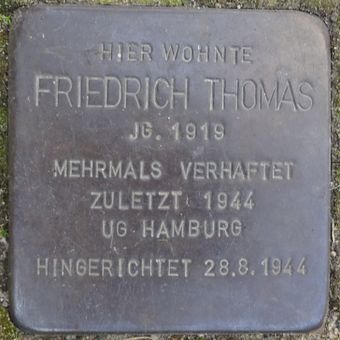 HIER WOHNTE
FRIEDRICH THOMAS
JG. 1919
MEHRMALS VERHAFTET
ZULETZT 1944
UG HAMBURG
HINGERICHTET 28.8.1944